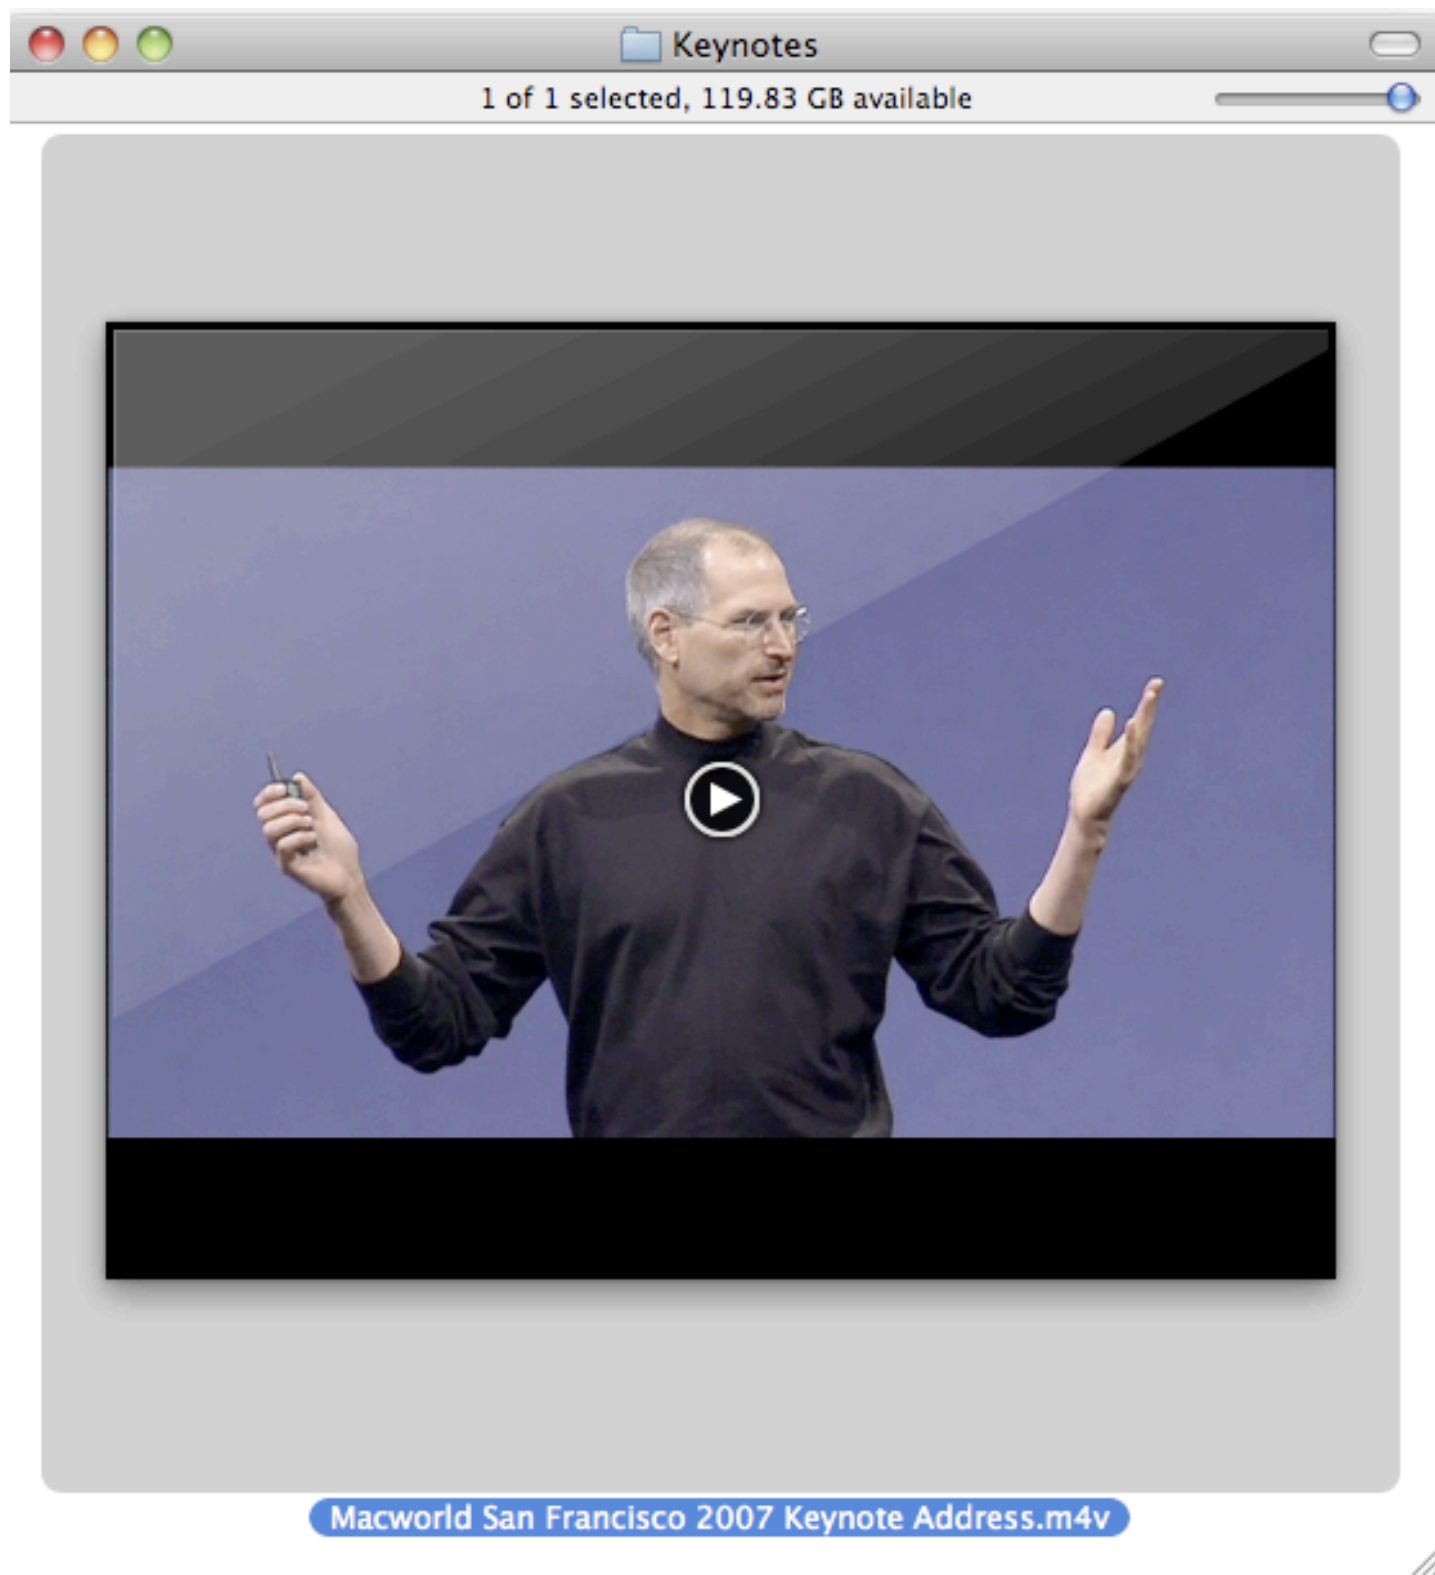 Keynotes
1 of 1 selected, 119.83 GB available
Macworld San Francisco 2007 Keynote Address.m4v